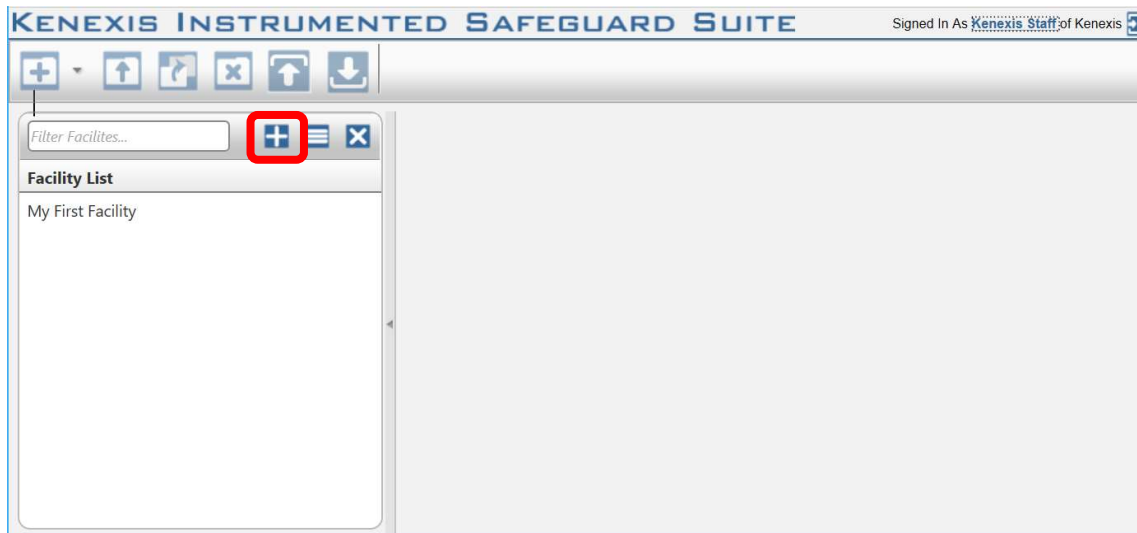 KENEXIS INSTRUMENTED SAFEGUARD SUITE
Signed In As Kenexis Staff of Kenexis
Filter Facilites...
Facility List
My First Facility